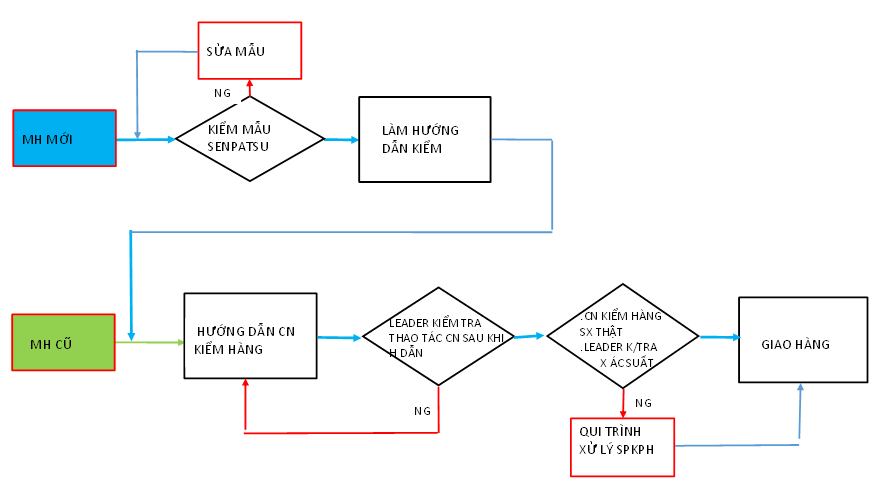 SỬA MẪU
NG
MH MỚI
KIỂM MẪU
SENPATSU
LÀM HƯỚNG
DẪN KIỂM
MH CŨ
HƯỚNG DẪN CN
KIỂM HÀNG
LEADER KIỂM TRA
THAO TÁC CN SAU KHI
H DẪN
NG
.CN KIỂM HÀNG
SX THẬT
.LEADER K/TRA
X ÁC SUẤT
NG
GIAO HÀNG
QUI TRÌNH
XỬ LÝ SPKPH